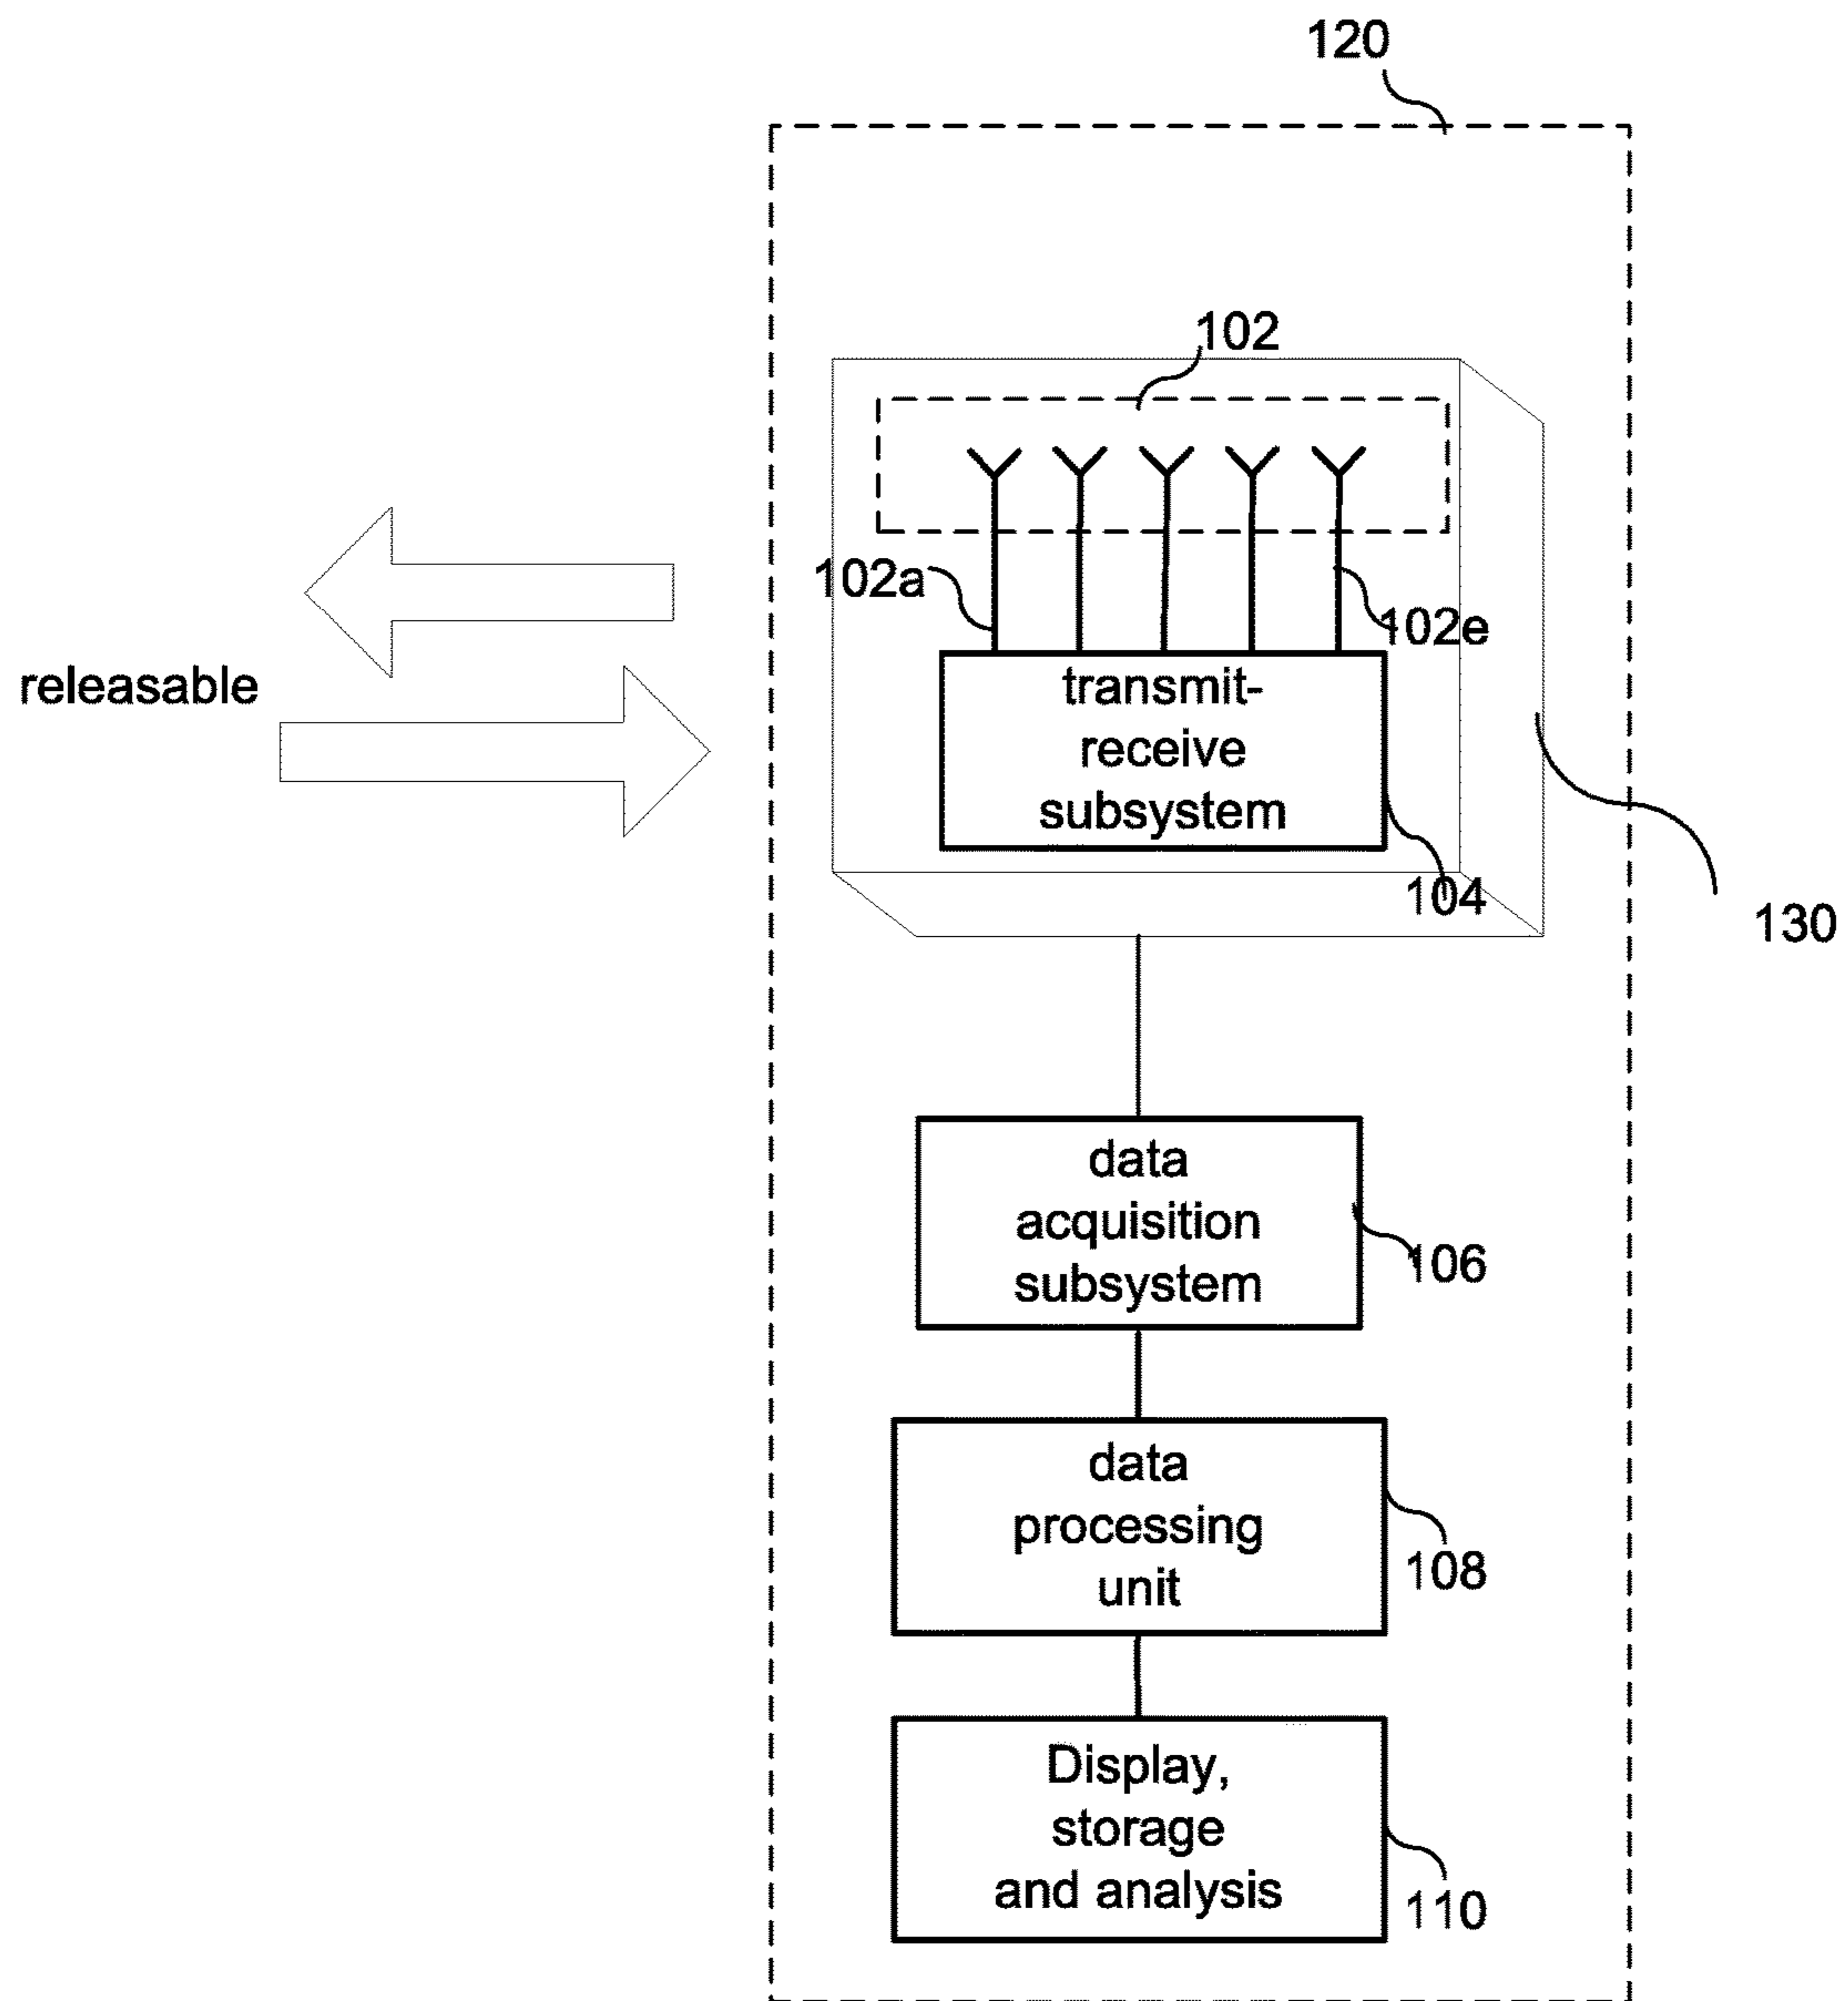 120
102
102a
102e
releasable
transmit-
receive
subsystem
104
130
data
acquisition
subsystem
106
data
processing
unit
108
Display,
storage
and analysis
110